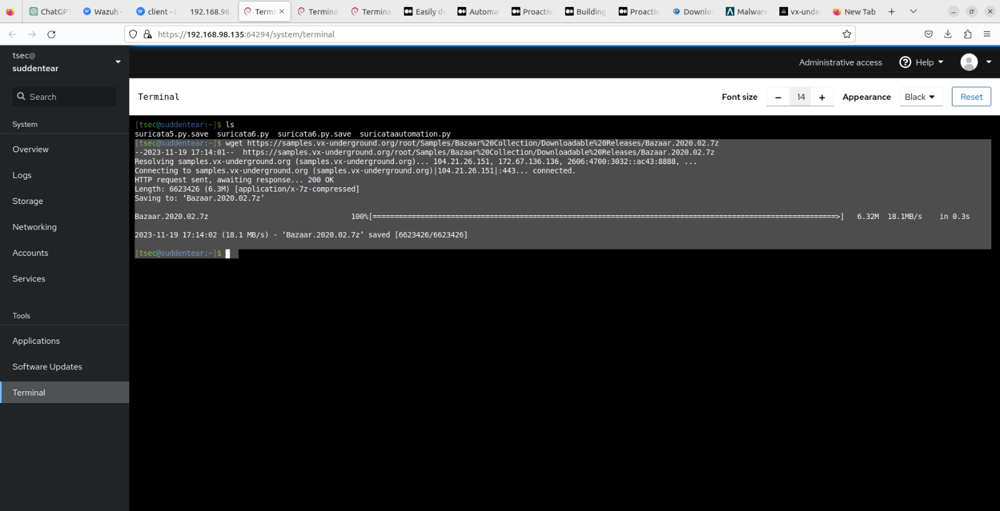 ChatGPT
Wazuh -
client - L
192.168.98.
Termi
Termina
Termina
Easily de
Automa
Proactiv
Building
Proactiv
Downlo
Malware
vx-unde
New Tab
https://192.168.98.135:64294/system/terminal
tsec@
suddentear
Administrative access
Help
Search
Terminal
Font size
14
Appearance
Black
Reset
System
Overview
Logs
Storage
Networking
Accounts
Services
Tools
Applications
Software Updates
Terminal
[tsec@suddentear:~]$ ls
suricata5.py.save  suricata6.py  suricata6.py.save  suricataautomation.py
[tsec@suddentear:~]$ wget https://samples.vx-underground.org/root/Samples/Bazaar%20Collection/Downloadable%20Releases/Bazaar.2020.02.7z
--2023-11-19 17:14:01--  https://samples.vx-underground.org/root/Samples/Bazaar%20Collection/Downloadable%20Releases/Bazaar.2020.02.7z
Resolving samples.vx-underground.org (samples.vx-underground.org)... 104.21.26.151, 172.67.136.136, 2606:4700:3032::ac43:8888, ...
Connecting to samples.vx-underground.org (samples.vx-underground.org)|104.21.26.151|:443... connected.
HTTP request sent, awaiting response... 200 OK
Length: 6623426 (6.3M) [application/x-7z-compressed]
Saving to: ‘Bazaar.2020.02.7z’
Bazaar.2020.02.7z 100%[===========================================================================================================>] 6.32M 18.1MB/s in 0.3s
2023-11-19 17:14:02 (18.1 MB/s) - ‘Bazaar.2020.02.7z’ saved [6623426/6623426]
[tsec@suddentear:~]$